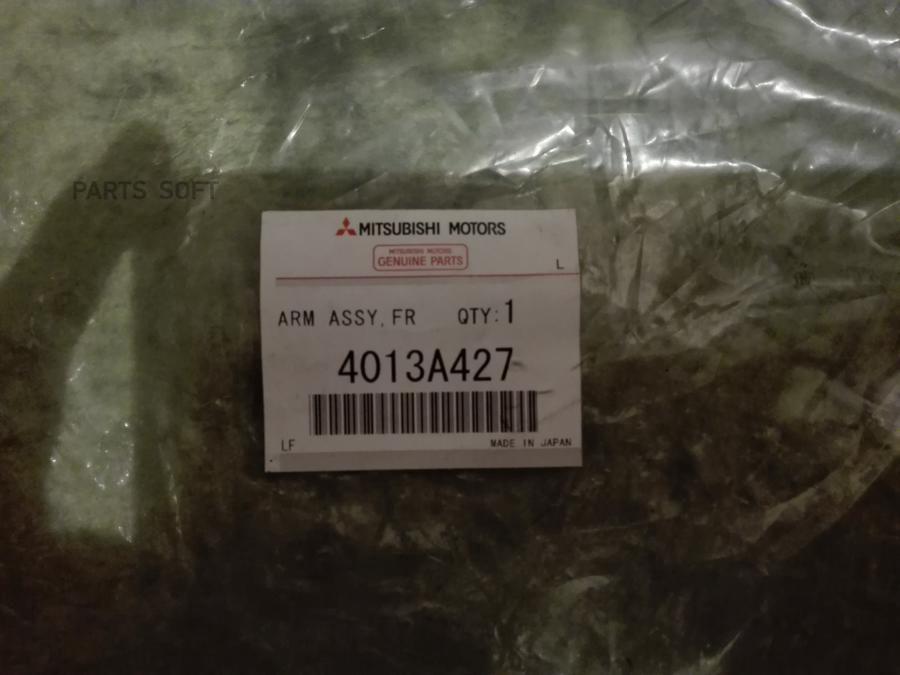 PARTS SOFT
MITSUBISHI MOTORS
MITSUBISHI MOTORS
GENUINE PARTS
L
ARM ASSY,FR QTY:1
4013A427
LF MADE IN JAPAN